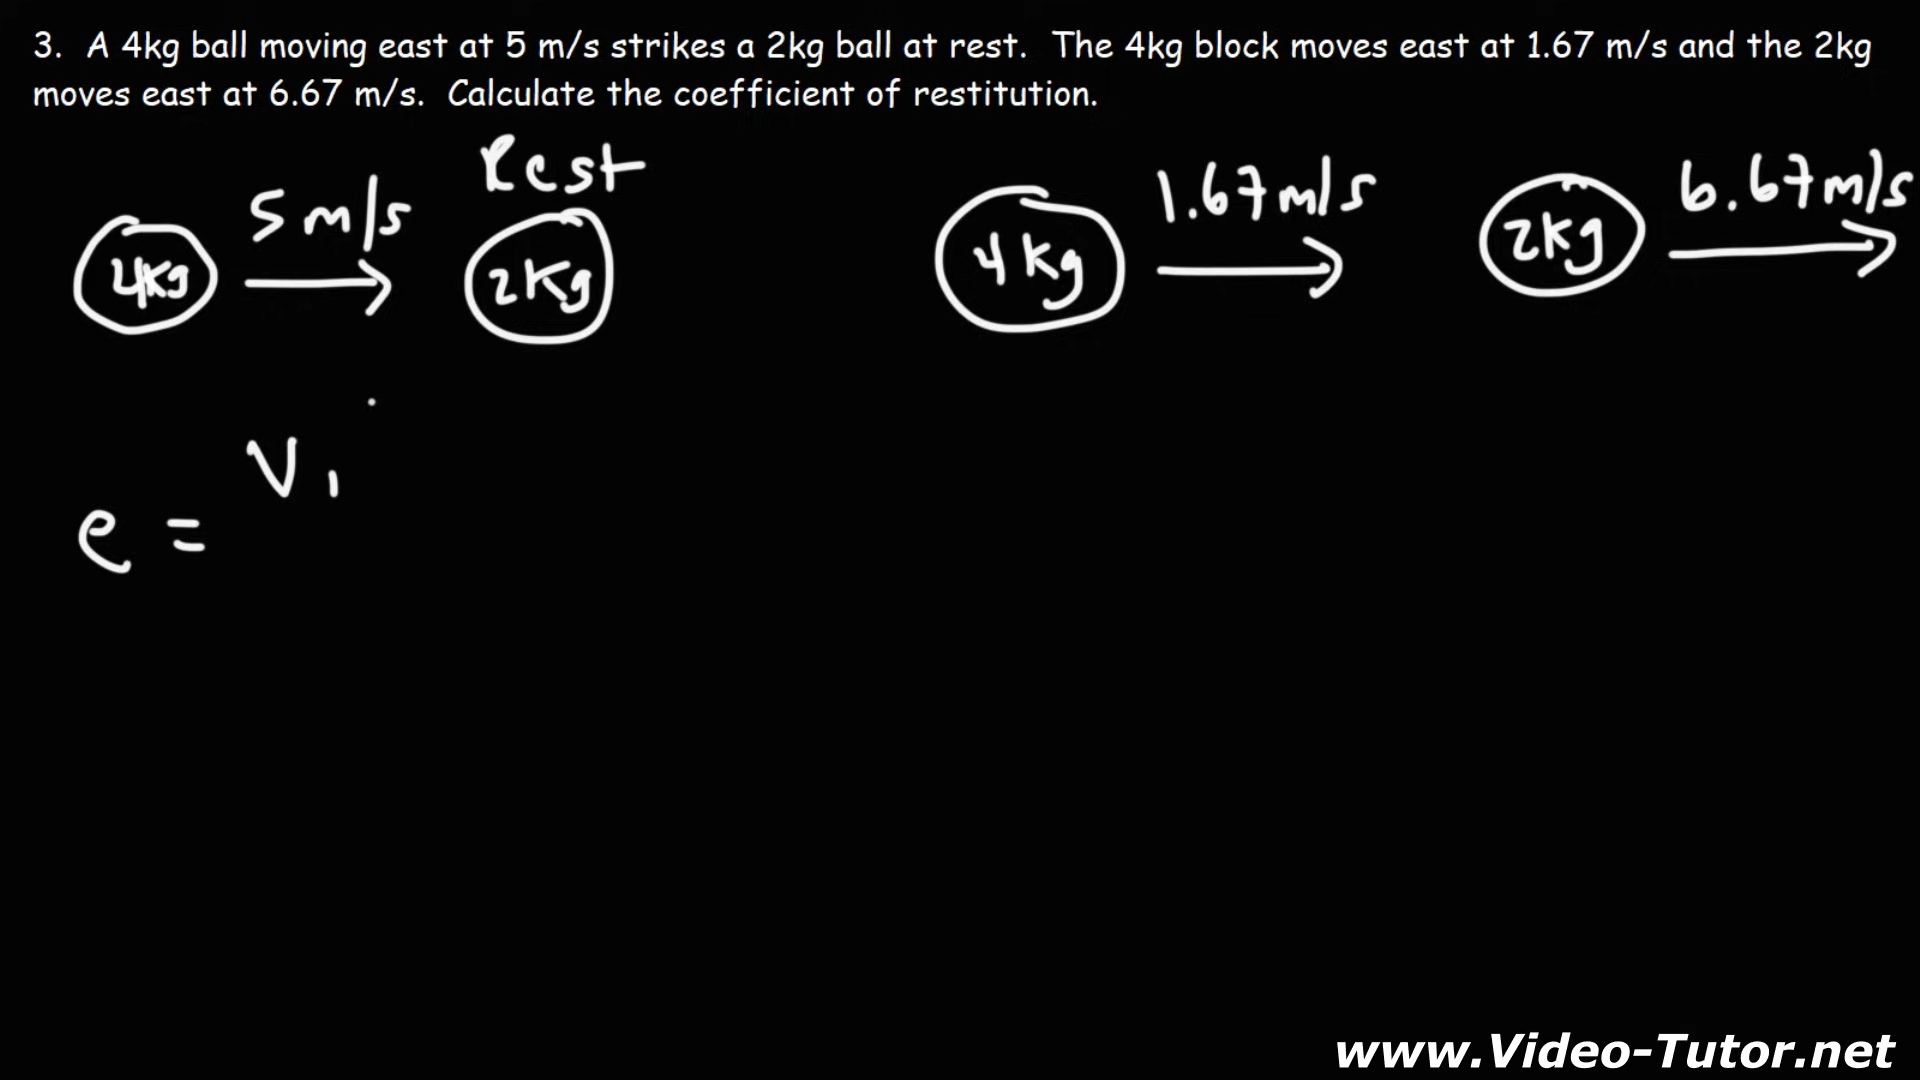 3. A 4kg ball moving east at 5 m/s strikes a 2kg ball at rest. The 4kg block moves east at 1.67 m/s and the 2kg
moves east at 6.67 m/s. Calculate the coefficient of restitution.
Rest
5 m/s
1.67 m/s
6.67 m/s
4kg
2kg
4kg
2kg
V1
e =
www.Video-Tutor.net